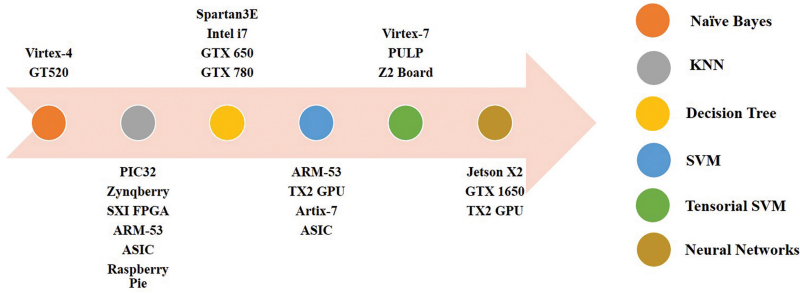 Virtex-4
GT520
Spartan3E
Intel i7
GTX 650
GTX 780
Virtex-7
PULP
Z2 Board
PIC32
Zynqberry
SXI FPGA
ARM-53
ASIC
Raspberry
Pie
ARM-53
TX2 GPU
Artix-7
ASIC
Jetson X2
GTX 1650
TX2 GPU
Naïve Bayes
KNN
Decision Tree
SVM
Tensorial SVM
Neural Networks